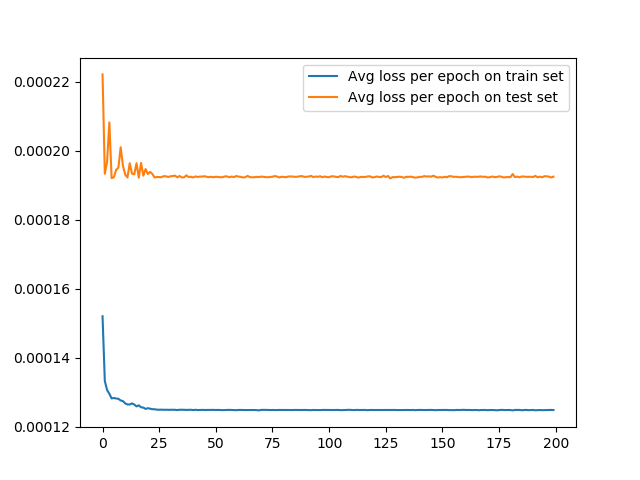 Avg loss per epoch on train set
Avg loss per epoch on test set
0.00022
0.00020
0.00018
0.00016
0.00014
0.00012
0 25 50 75 100 125 150 175 200